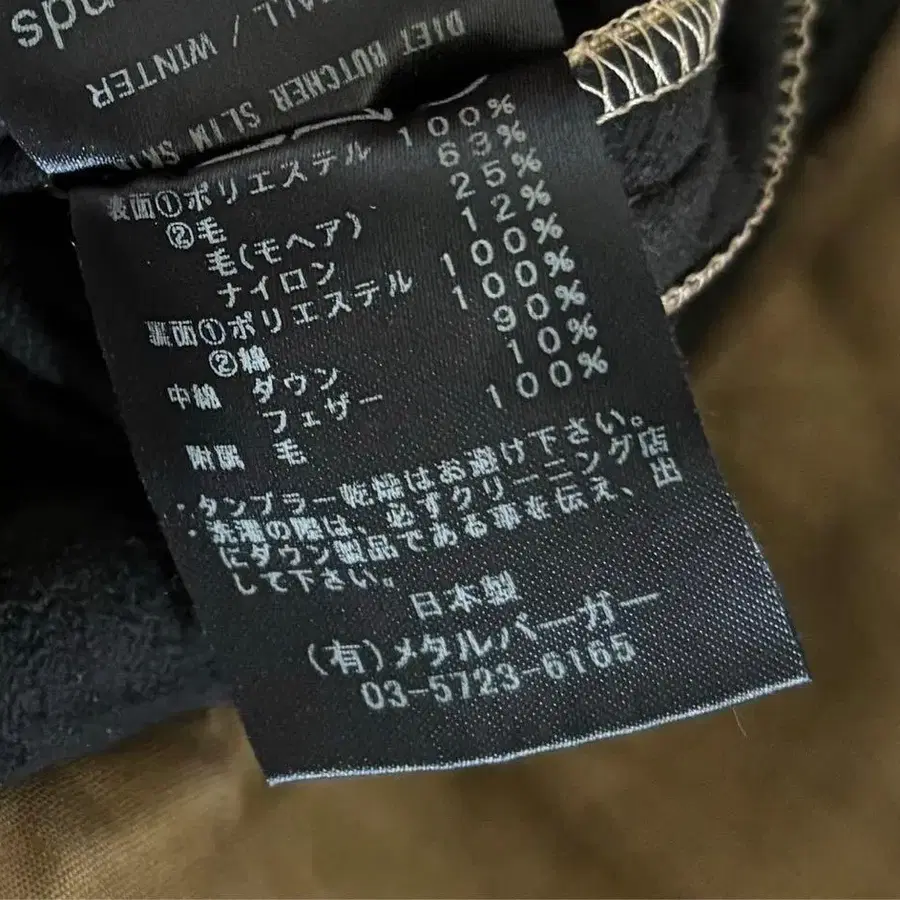 nds
ALL / WINTER
DIET BUTCHER SLIM SKI
表面①ポリエステル 100%
②毛 63%
毛(モヘア) 25%
ナイロン 12%
裏面①ポリエステル 100%
②綿 100%
中綿 ダウン 90%
フェザー 10%
附属 毛 100%
・タンブラー乾燥はお避け下さい。
・洗濯の際は、必ずクリーニング店
にダウン製品である事を伝え、出
して下さい。
日本製
(有)メタルバーガー
03-5723-6165